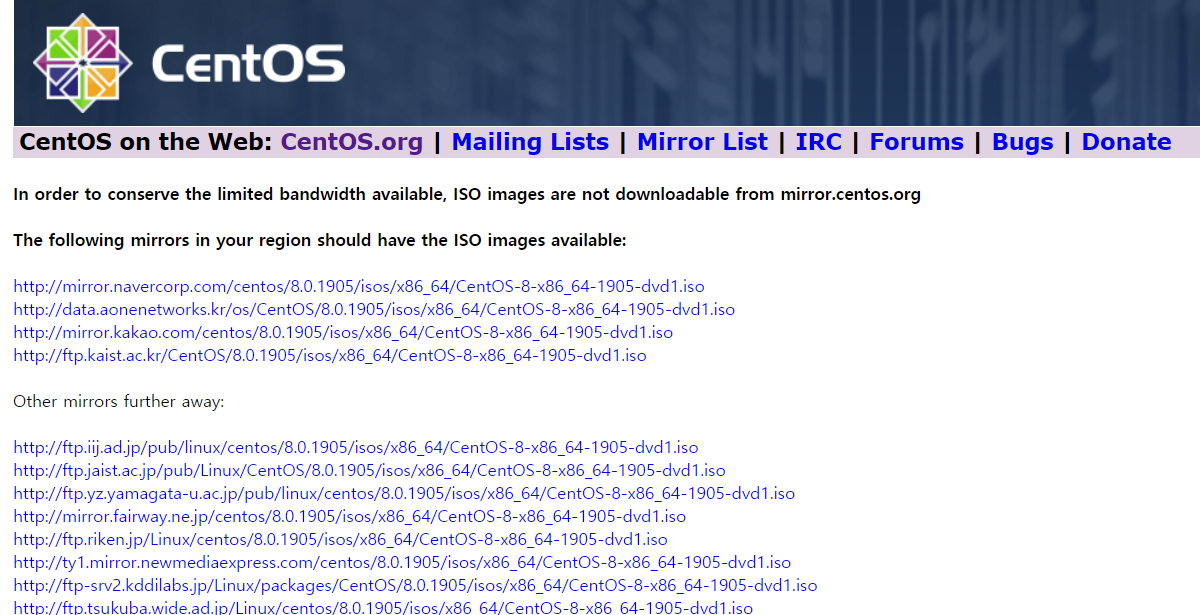 CentOS
CentOS on the Web: CentOS.org | Mailing Lists | Mirror List | IRC | Forums | Bugs | Donate
In order to conserve the limited bandwidth available, ISO images are not downloadable from mirror.centos.org
The following mirrors in your region should have the ISO images available:
http://mirror.navercorp.com/centos/8.0.1905/isos/x86_64/CentOS-8-x86_64-1905-dvd1.iso
http://data.aonenetworks.kr/os/CentOS/8.0.1905/isos/x86_64/CentOS-8-x86_64-1905-dvd1.iso
http://mirror.kakao.com/centos/8.0.1905/isos/x86_64/CentOS-8-x86_64-1905-dvd1.iso
http://ftp.kaist.ac.kr/CentOS/8.0.1905/isos/x86_64/CentOS-8-x86_64-1905-dvd1.iso
Other mirrors further away:
http://ftp.iij.ad.jp/pub/linux/centos/8.0.1905/isos/x86_64/CentOS-8-x86_64-1905-dvd1.iso
http://ftp.jaist.ac.jp/pub/Linux/CentOS/8.0.1905/isos/x86_64/CentOS-8-x86_64-1905-dvd1.iso
http://ftp.yz.yamagata-u.ac.jp/pub/linux/centos/8.0.1905/isos/x86_64/CentOS-8-x86_64-1905-dvd1.iso
http://mirror.fairway.ne.jp/centos/8.0.1905/isos/x86_64/CentOS-8-x86_64-1905-dvd1.iso
http://ftp.riken.jp/Linux/centos/8.0.1905/isos/x86_64/CentOS-8-x86_64-1905-dvd1.iso
http://ty1.mirror.newmediaexpress.com/centos/8.0.1905/isos/x86_64/CentOS-8-x86_64-1905-dvd1.iso
http://ftp-srv2.kddilabs.jp/Linux/packages/CentOS/8.0.1905/isos/x86_64/CentOS-8-x86_64-1905-dvd1.iso
http://ftp.tsukuba.wide.ad.jp/Linux/centos/8.0.1905/isos/x86_64/CentOS-8-x86_64-1905-dvd1.iso